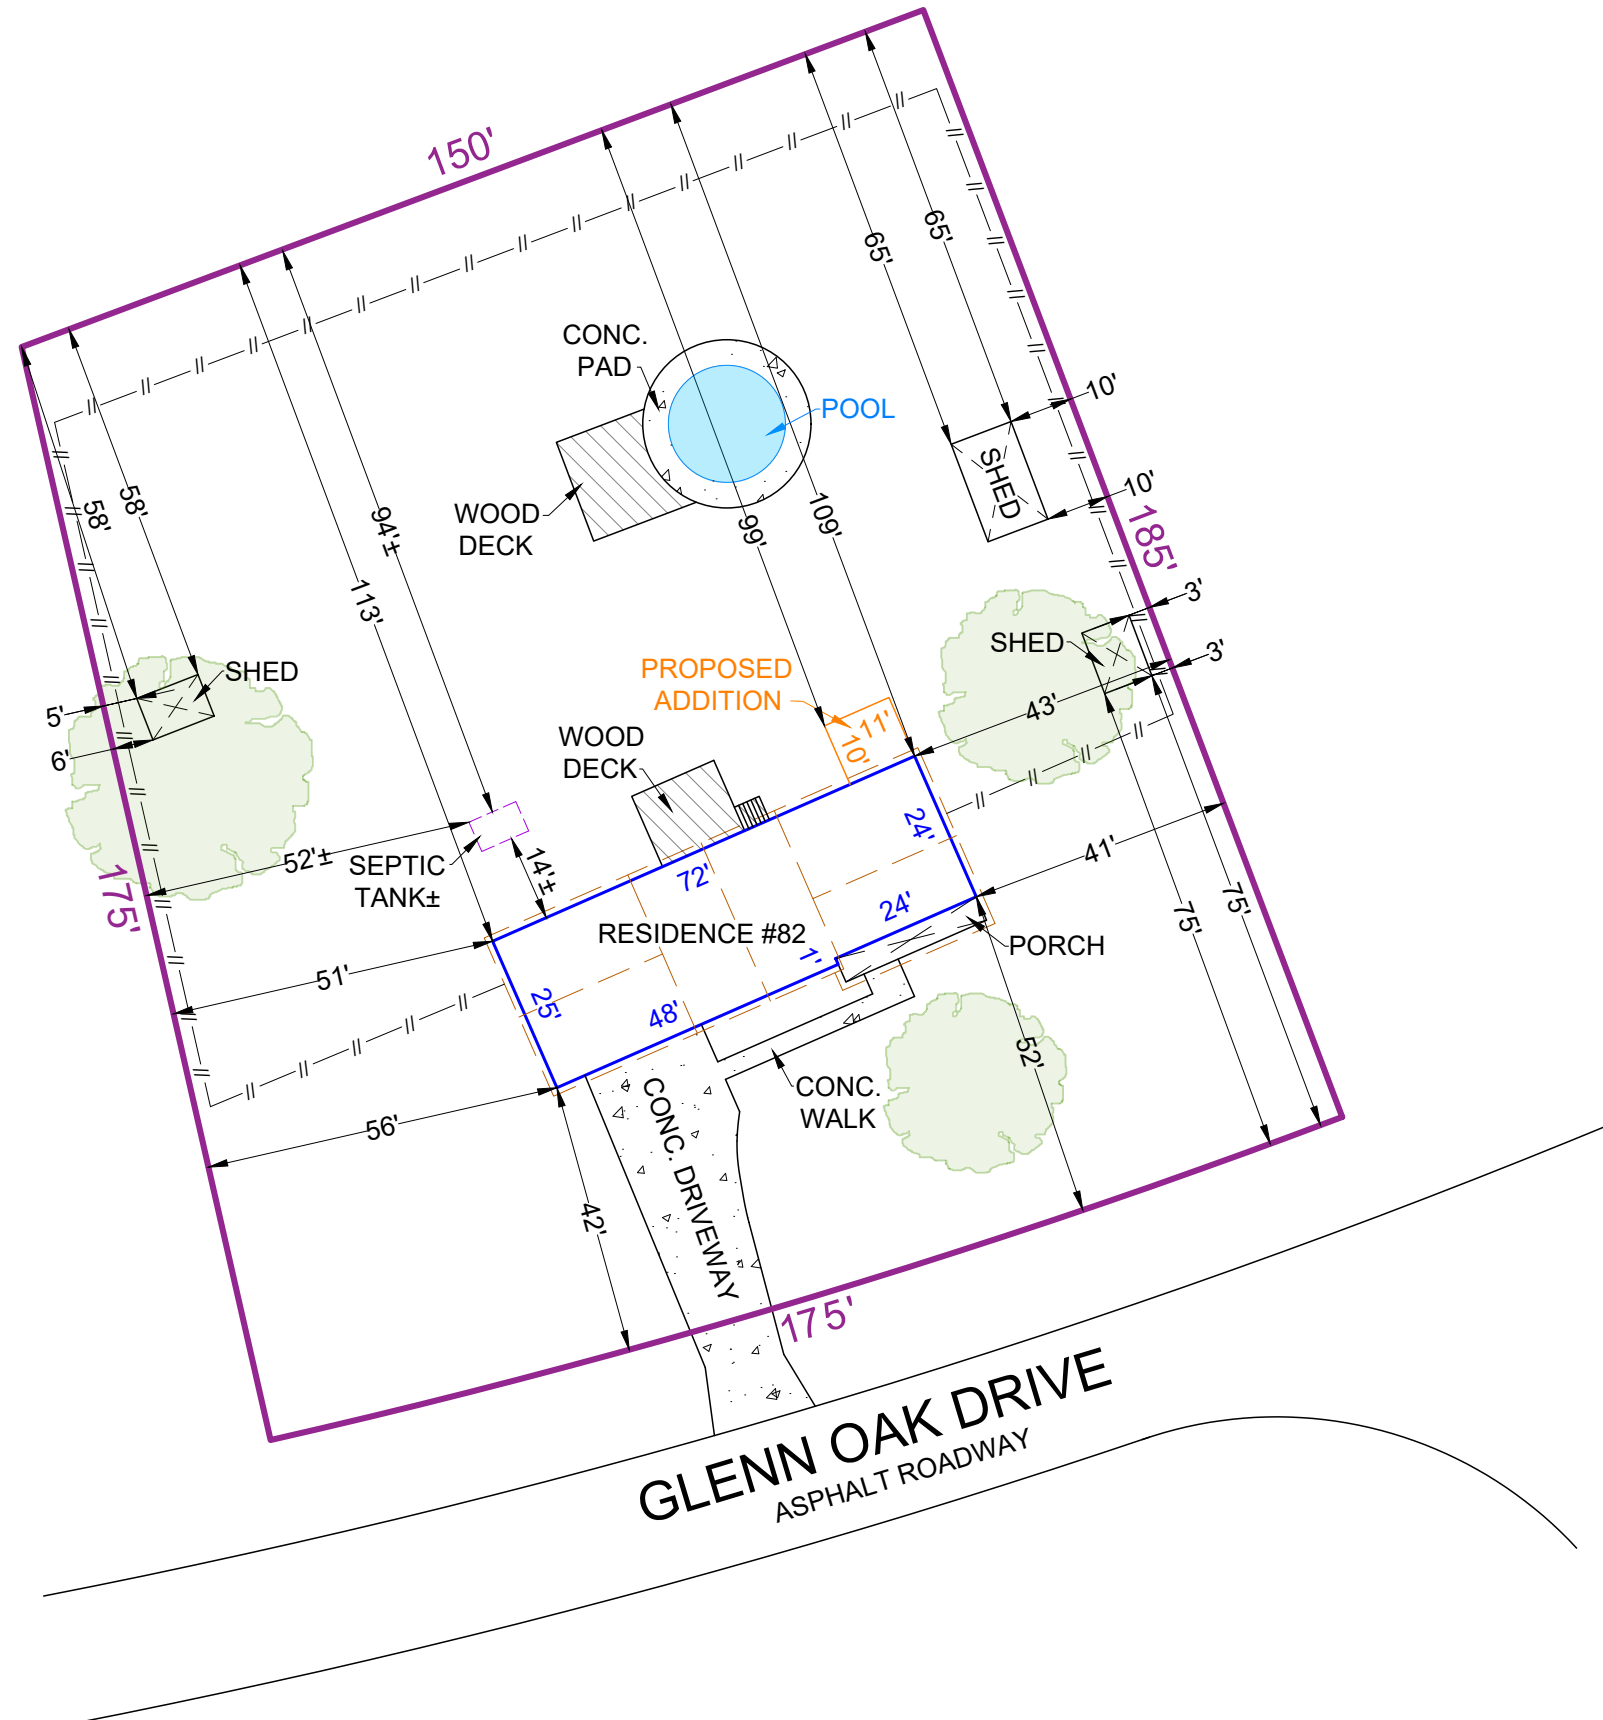 150'
65'
65'
CONC.
PAD
POOL
10'
58'
58'
94'±
WOOD
DECK
99'
109'
SHED
10'
185'
113'
3'
SHED
3'
SHED
5'
6'
PROPOSED
ADDITION
11'
10'
43'
WOOD
DECK
24'
52'±
SEPTIC
TANK±
14'±
72'
41'
175'
24'
75'
75'
RESIDENCE #82
1'
PORCH
51'
25'
48'
52'
56'
CONC.
WALK
CONC. DRIVEWAY
42'
175'
GLENN OAK DRIVE
ASPHALT ROADWAY